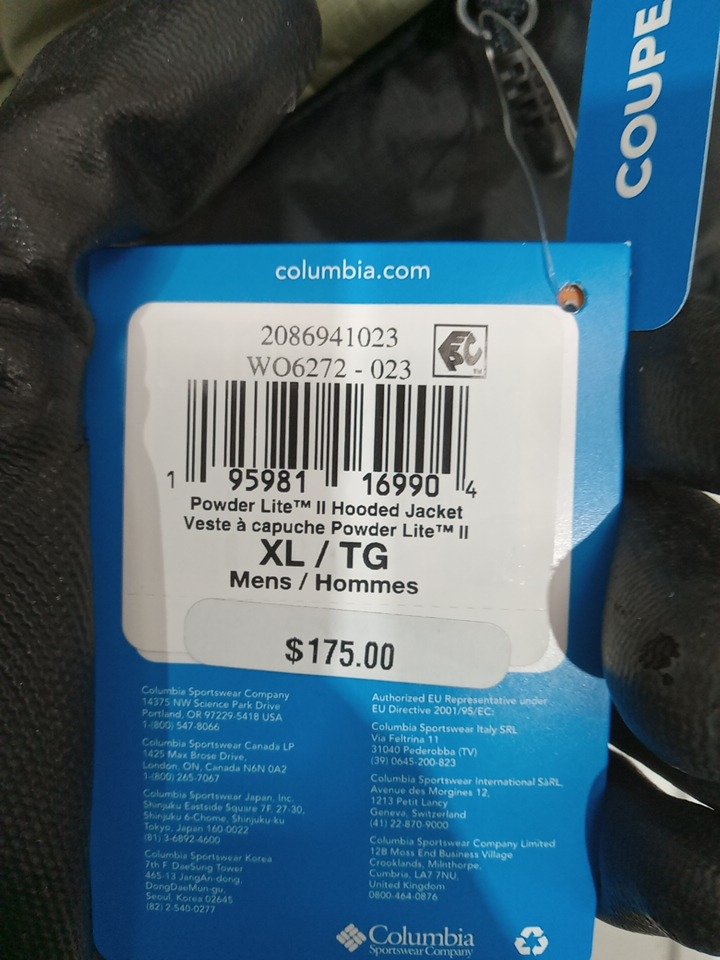 COUPE
columbia.com
2086941023
WO6272 - 023
EPC
1 95981 16990 4
Powder Lite™ II Hooded Jacket
Veste à capuche Powder Lite™ II
XL / TG
Mens / Hommes
$175.00
Columbia Sportswear Company
14375 NW Science Park Drive
Portland, OR 97229-5418 USA
1-(800) 547-8066
Columbia Sportswear Canada LP
1425 Max Brose Drive,
London, ON, Canada N6N 0A2
1-(800) 265-7067
Columbia Sportswear Japan, Inc.
Shinjuku Eastside Square 7F, 27-30,
Shinjuku 6-Chome, Shinjuku-ku
Tokyo, Japan 160-0022
(81) 3-6892-4600
Columbia Sportswear Korea
7th F. DaeSung Tower
465-13 JangAn-dong,
DongDaeMun-gu,
Seoul, Korea 02645
(82) 2-540-0277
Authorized EU Representative under
EU Directive 2001/95/EC:
Columbia Sportswear Italy SRL
Via Feltrina 11
31040 Pederobba (TV)
(39) 0645-200-823
Columbia Sportswear International SàRL
Avenue des Morgines 12,
1213 Petit Lancy
Geneva, Switzerland
(41) 22-870-9000
Columbia Sportswear Company Limited
12B Moss End Business Village
Crooklands, Milnthorpe,
Cumbria, LA7 7NU,
United Kingdom
0800-464-0876
Columbia
Sportswear Company